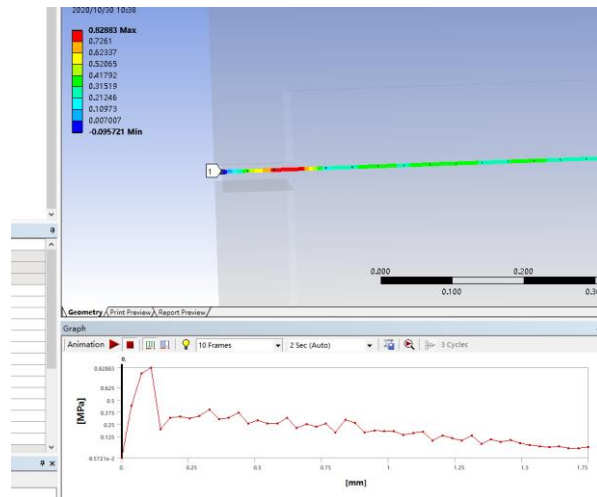 2020/10/30 10:38
0.82883 Max
0.7261
0.62337
0.52065
0.41792
0.31519
0.21246
0.10973
0.007007
-0.095721 Min
1
0.000
0.200
0.100
Geometry / Print Preview / Report Preview /
Graph
Animation
10 Frames
2 Sec (Auto)
3 Cycles
0.
0.82883
0.625
0.5
0.375
0.25
0.125
-9.5721e-2
[MPa]
0.
0.25
0.5
0.75
1.
1.25
1.5
1.75
[mm]